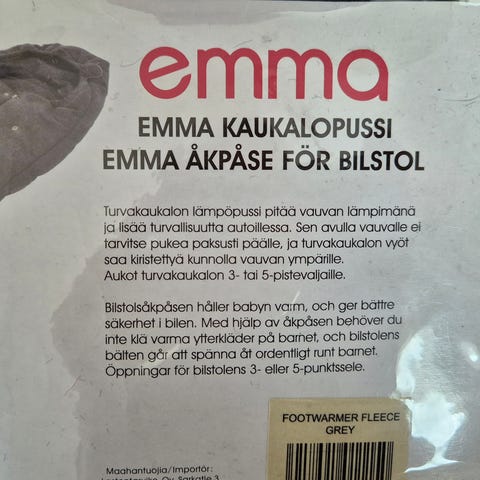 emma
EMMA KAUKALOPUSSI
EMMA ÅKPÅSE FÖR BILSTOL
Turvakaukalon lämpöpussi pitää vauvan lämpimänä
ja lisää turvallisuutta autoillessa. Sen avulla vauvalle ei
tarvitse pukea paksusti päälle, ja turvakaukalon vyöt
saa kiristettyä kunnolla vauvan ympärille.
Aukot turvakaukalon 3- tai 5-pistevaljaille.
Bilstolsåkpåsen håller babyn varm, och ger bättre
säkerhet i bilen. Med hjälp av åkpåsen behöver du
inte klä varma ytterkläder på barnet, och bilstolens
bälten går att spänna åt ordentligt runt barnet.
Öppningar för bilstolens 3- eller 5-punktssele.
FOOTWARMER FLEECE
GREY
Maahantuoja/Importör:
Lastentarvike Oy, Sarkatie 3